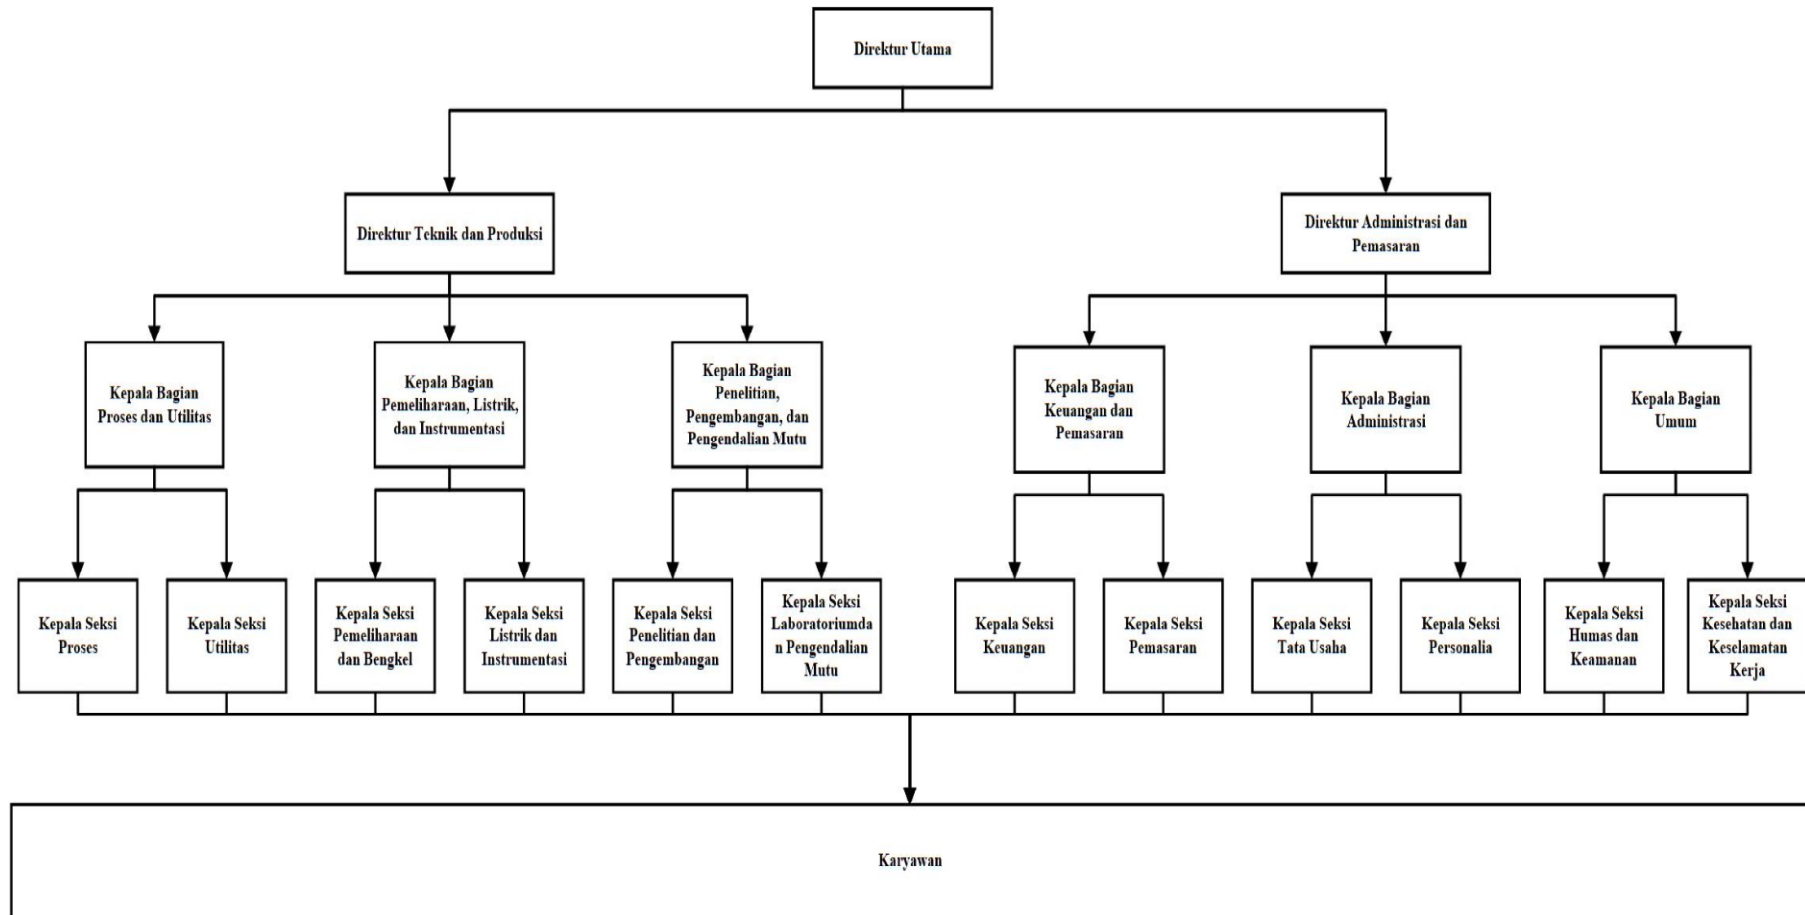 Direktur Utama
Direktur Teknik dan Produksi
Direktur Administrasi dan
Pemasaran
Kepala Bagian
Proses dan Utilitas
Kepala Bagian
Pemeliharaan, Listrik,
dan Instrumentasi
Kepala Bagian
Penelitian,
Pengembangan, dan
Pengendalian Mutu
Kepala Bagian
Keuangan dan
Pemasaran
Kepala Bagian
Administrasi
Kepala Bagian
Umum
Kepala Seksi
Proses
Kepala Seksi
Utilitas
Kepala Seksi
Pemeliharaan
dan Bengkel
Kepala Seksi
Listrik dan
Instrumentasi
Kepala Seksi
Penelitian dan
Pengembangan
Kepala Seksi
Laboratoriumda
n Pengendalian
Mutu
Kepala Seksi
Keuangan
Kepala Seksi
Pemasaran
Kepala Seksi
Tata Usaha
Kepala Seksi
Personalia
Kepala Seksi
Humas dan
Keamanan
Kepala Seksi
Kesehatan dan
Keselamatan
Kerja
Karyawan